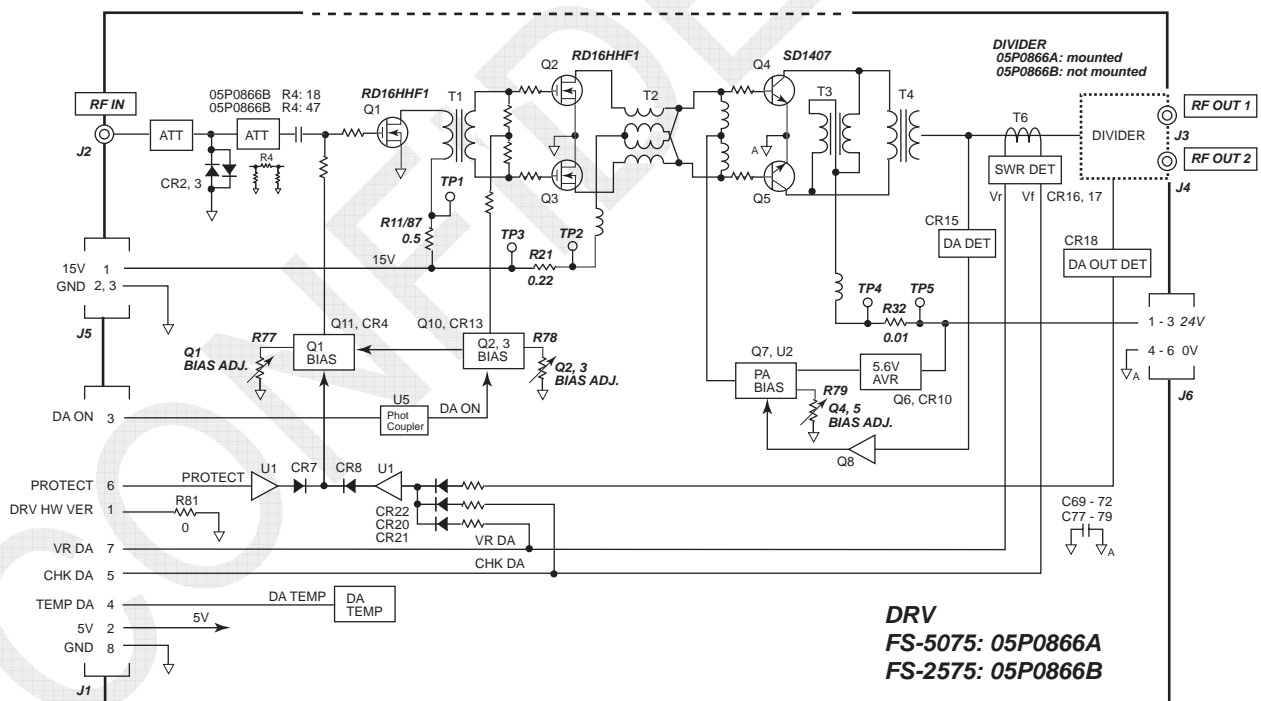 RF IN
J2
ATT
CR2, 3
05P0866B R4: 18
05P0866B R4: 47
ATT
R4
RD16HHF1
Q1
T1
R11/87
0.5
TP1
RD16HHF1
Q2
Q3
T2
SD1407
Q4
Q5
A
T3
T4
T6
SWR DET
Vr
Vf
CR16, 17
DIVIDER
05P0866A: mounted
05P0866B: not mounted
DIVIDER
RF OUT 1
J3
RF OUT 2
J4
CR15
DA DET
CR18
DA OUT DET
15V 1
GND 2, 3
J5
15V
TP3
R21
0.22
TP2
TP4
R32
0.01
TP5
1 - 3 24V
4 - 6 0V
A
J6
R77
Q1
BIAS ADJ.
Q11, CR4
Q1
BIAS
Q10, CR13
Q2, 3
BIAS
R78
Q2, 3
BIAS ADJ.
Q7, U2
PA
BIAS
5.6V
AVR
Q6, CR10
R79
Q4, 5
BIAS ADJ.
Q8
DA ON 3
U5
Phot
Coupler
DA ON
PROTECT 6
PROTECT
U1
CR7
CR8
U1
CR22
CR20
CR21
DRV HW VER 1
R81
0
VR DA 7
VR DA
CHK DA 5
CHK DA
TEMP DA 4
DA TEMP
DA
TEMP
5V 2
5V
GND 8
J1
C69 - 72
C77 - 79
A
DRV
FS-5075: 05P0866A
FS-2575: 05P0866B